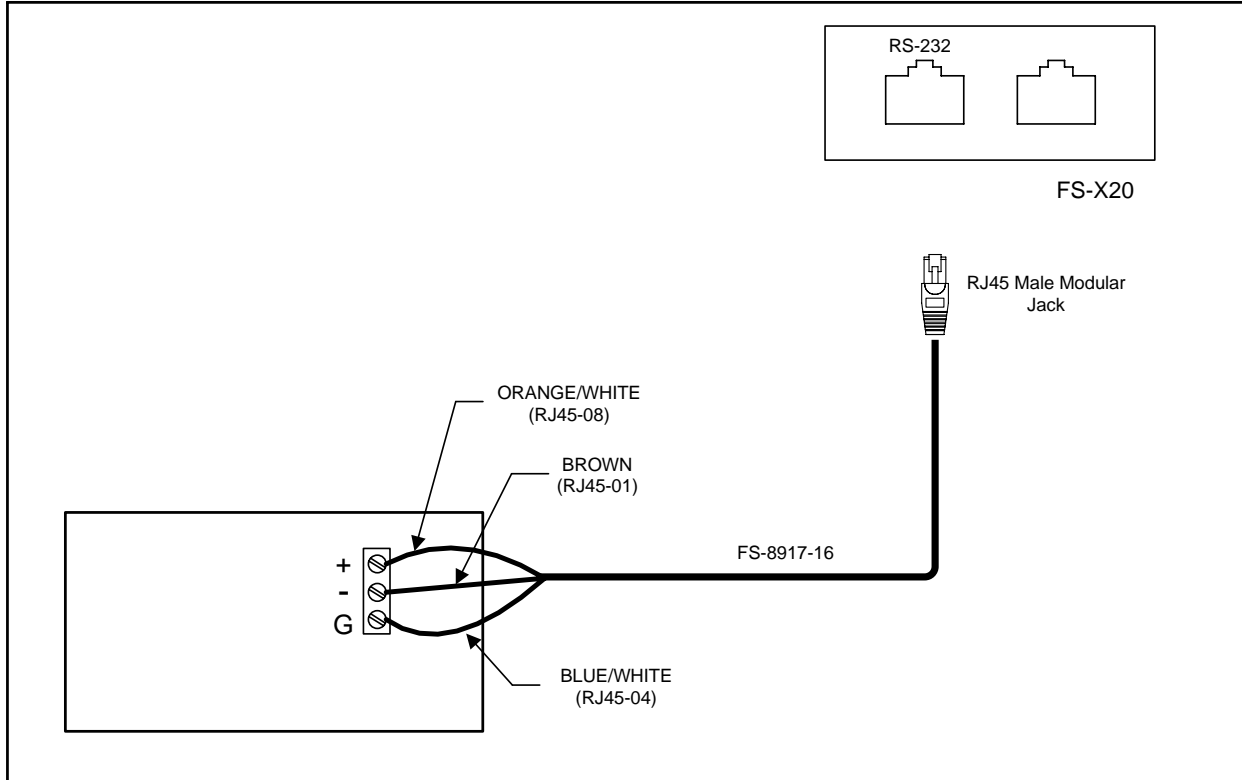 RS-232
FS-X20
RJ45 Male Modular
Jack
ORANGE/WHITE
(RJ45-08)
BROWN
(RJ45-01)
FS-8917-16
+
-
G
BLUE/WHITE
(RJ45-04)